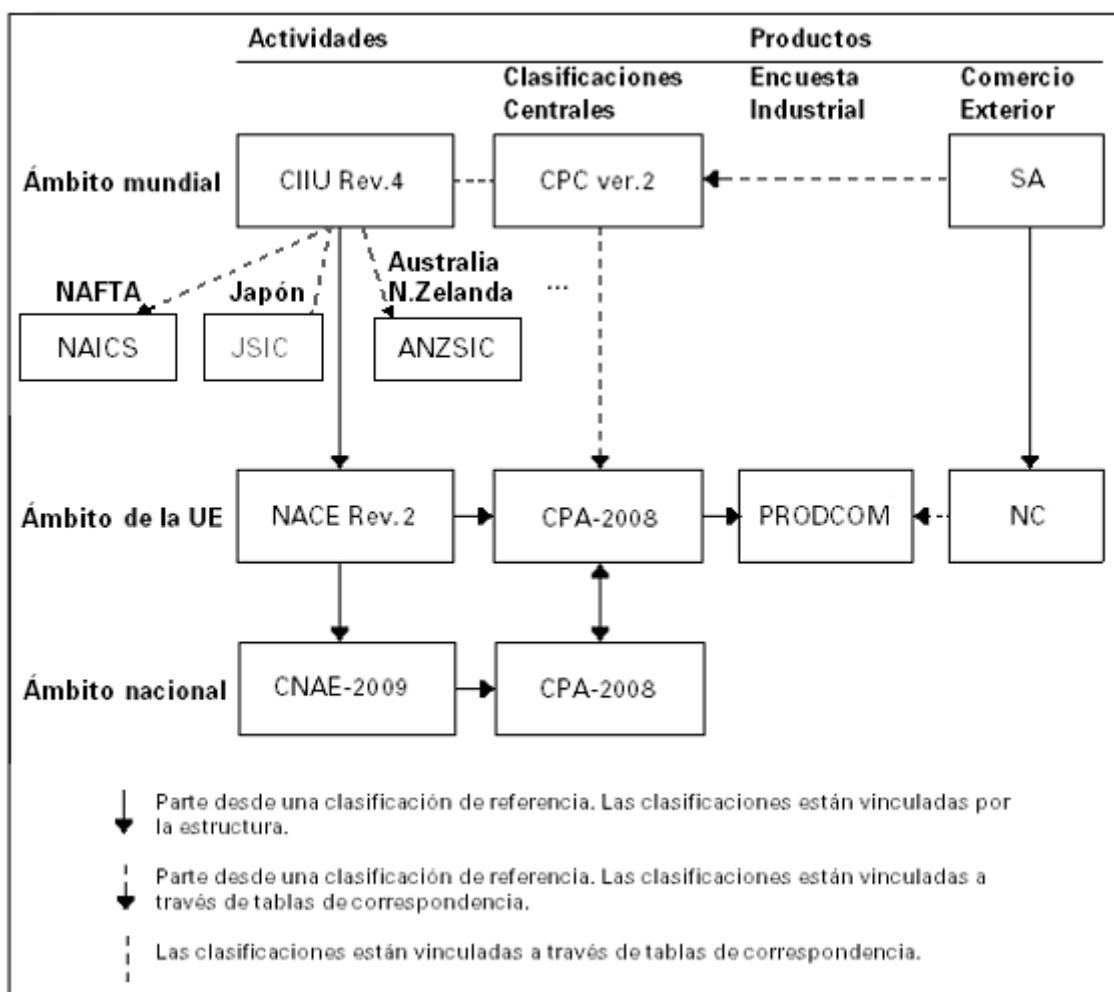 Actividades
Productos
Clasificaciones
Centrales
Encuesta
Industrial
Comercio
Exterior
Ámbito mundial
CIIU Rev.4
CPC ver.2
SA
NAFTA
Japón
Australia
N.Zelanda
...
NAICS
JSIC
ANZSIC
Ámbito de la UE
NACE Rev.2
CPA-2008
PRODCOM
NC
Ámbito nacional
CNAE-2009
CPA-2008
Parte desde una clasificación de referencia. Las clasificaciones están vinculadas por
la estructura.
Parte desde una clasificación de referencia. Las clasificaciones están vinculadas a
través de tablas de correspondencia.
Las clasificaciones están vinculadas a través de tablas de correspondencia.